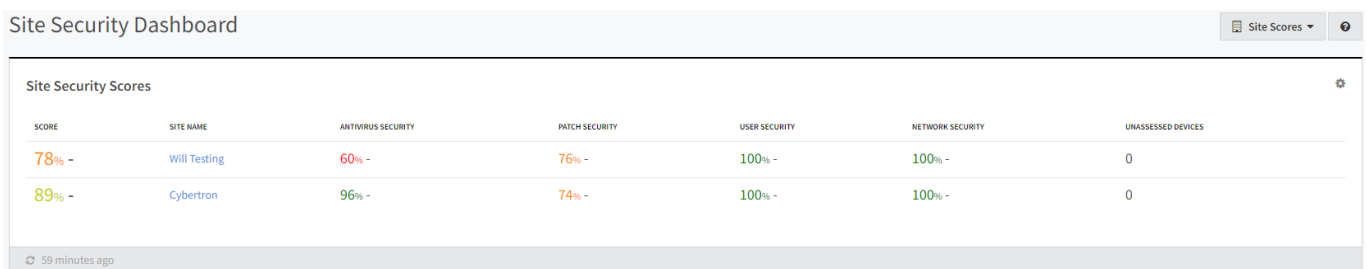 Site Security Dashboard
Site Scores
Site Security Scores
SCORE SITE NAME ANTIVIRUS SECURITY PATCH SECURITY USER SECURITY NETWORK SECURITY UNASSESSED DEVICES
78% - Will Testing 60% - 76% - 100% - 100% - 0
89% - Cybertron 96% - 74% - 100% - 100% - 0
59 minutes ago